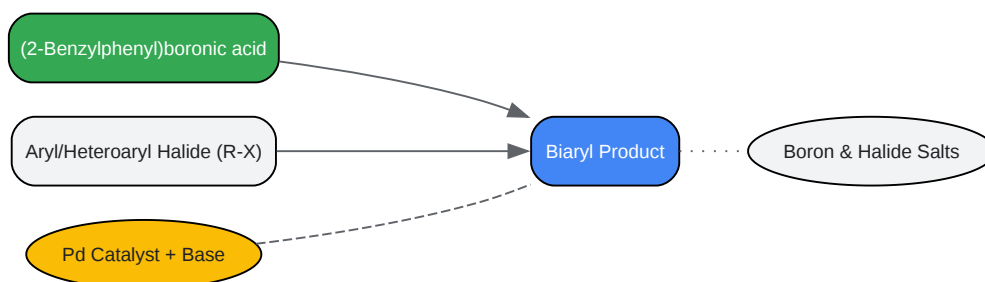 (2-Benzylphenyl)boronic acid
Aryl/Heteroaryl Halide (R-X)
Biaryl Product
Boron & Halide Salts
Pd Catalyst + Base